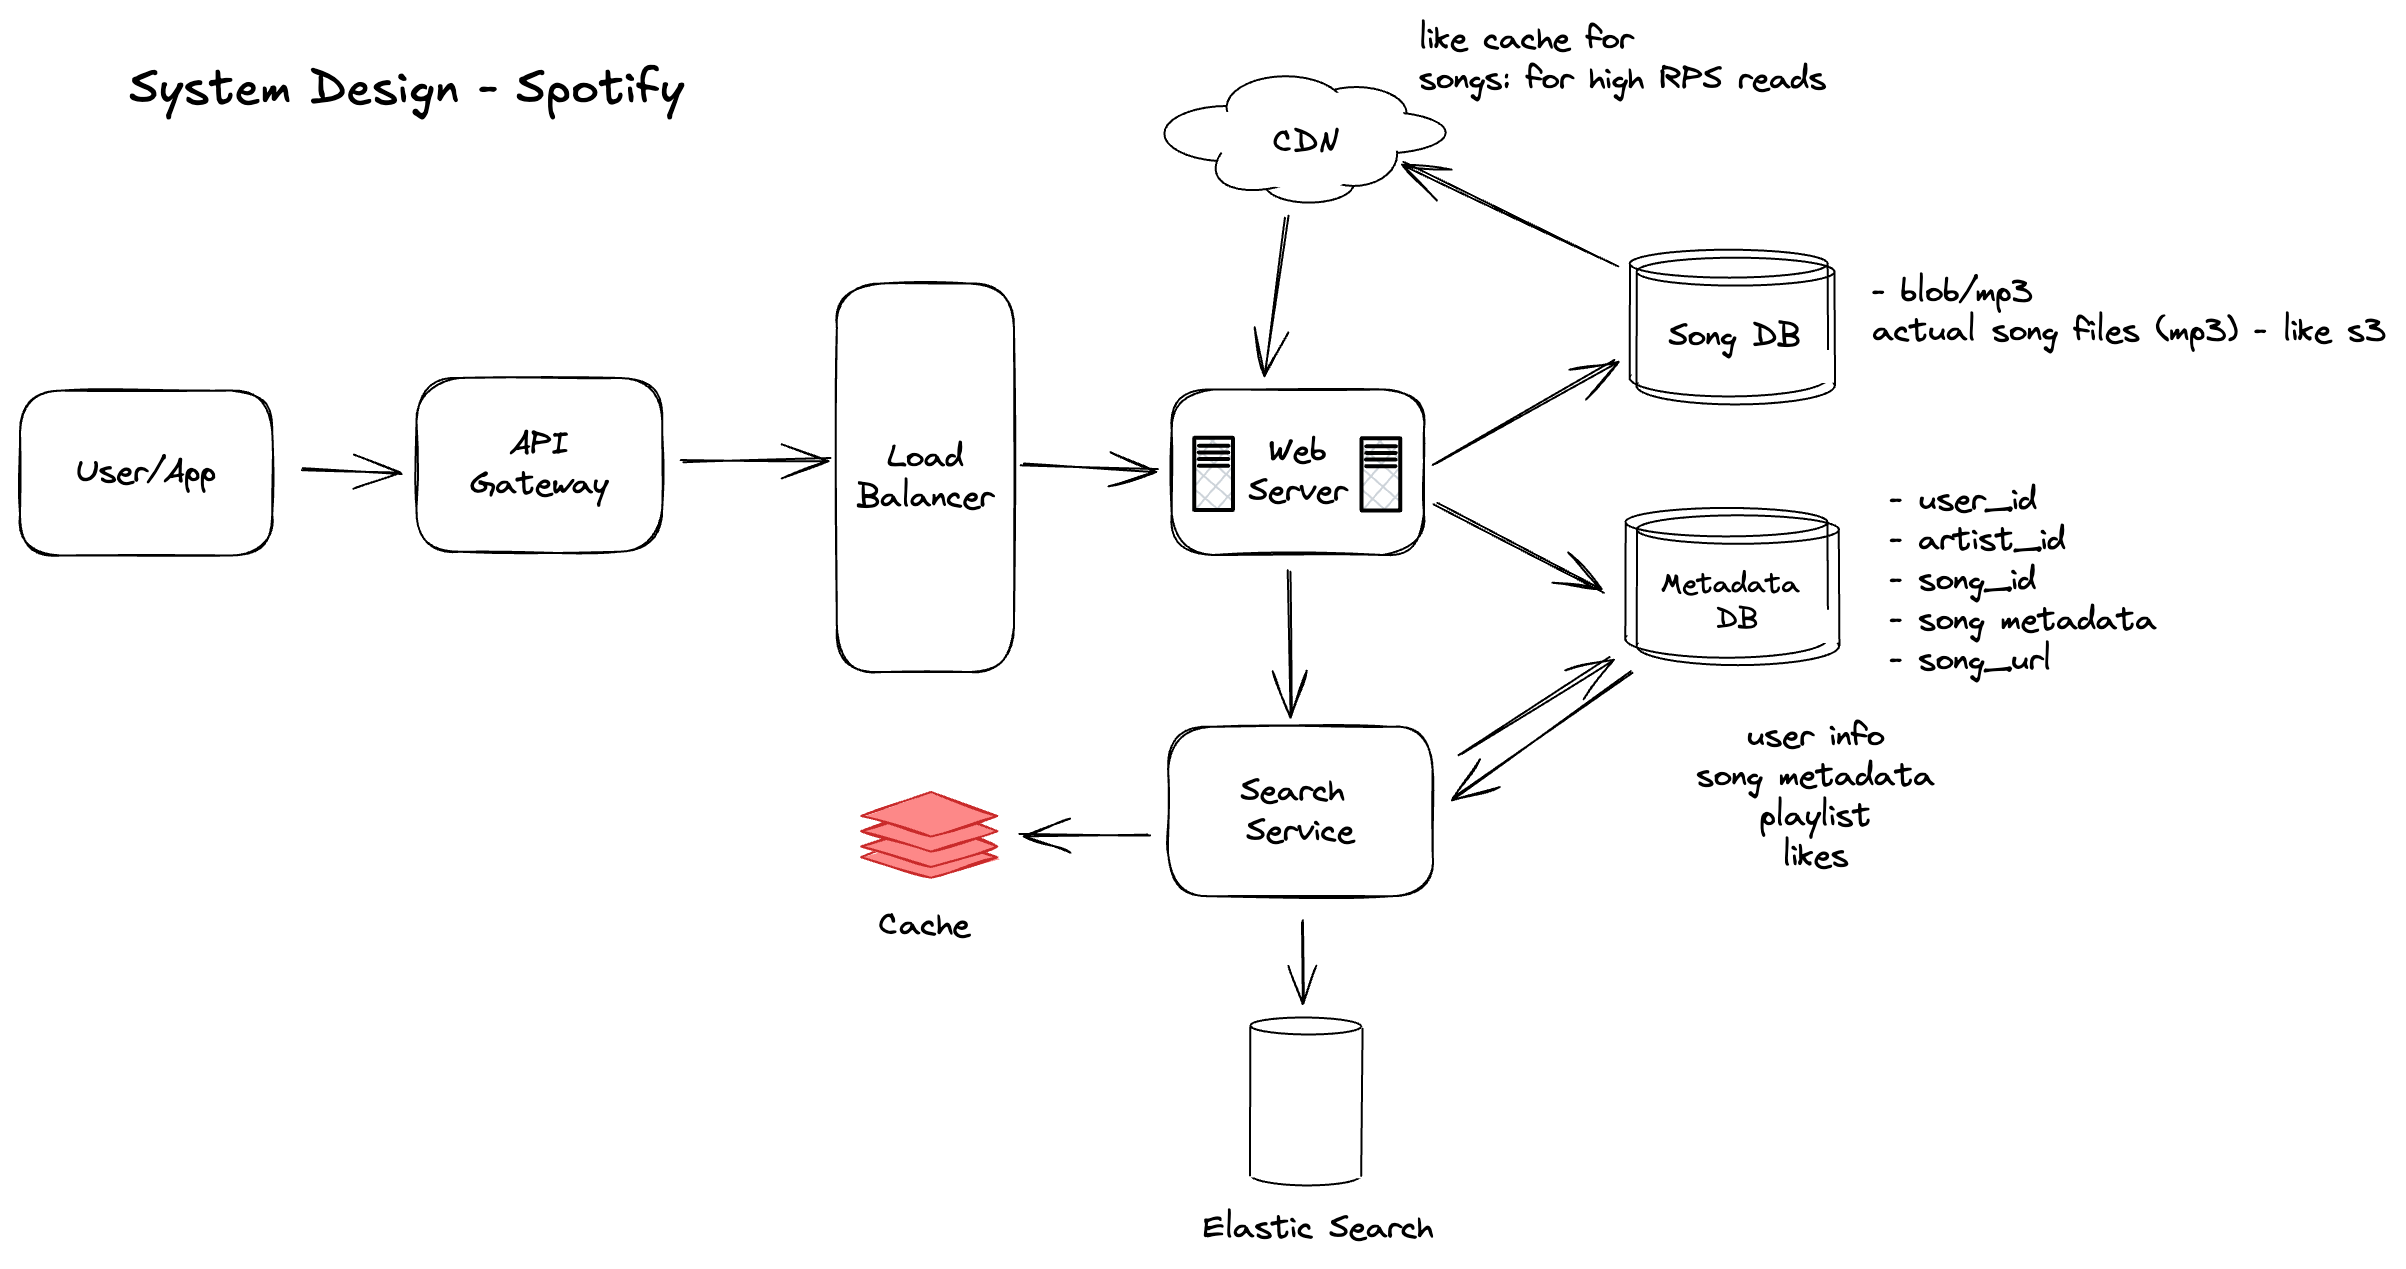 System Design - Spotify
like cache for
songs: for high RPS reads
CDN
Song DB
- blob/mp3
actual song files (mp3) - like s3
User/App
API
Gateway
Load
Balancer
Web
Server
Metadata
DB
- user_id
- artist_id
- song_id
- song metadata
- song_url
user info
song metadata
playlist
likes
Search
Service
Cache
Elastic Search